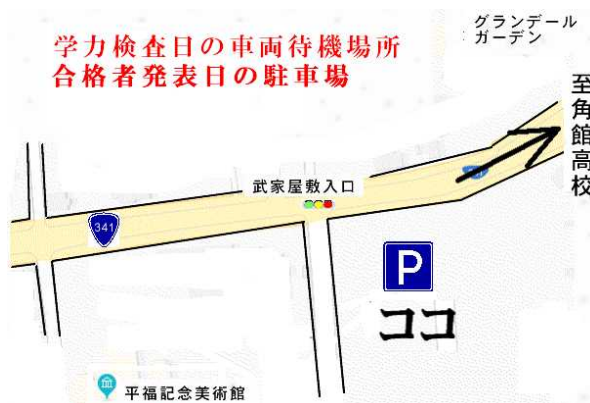 学力検査日の車両待機場所
合格者発表日の駐車場
グランデール
ガーデン
至角館高校
武家屋敷入口
341
P
ココ
平福記念美術館